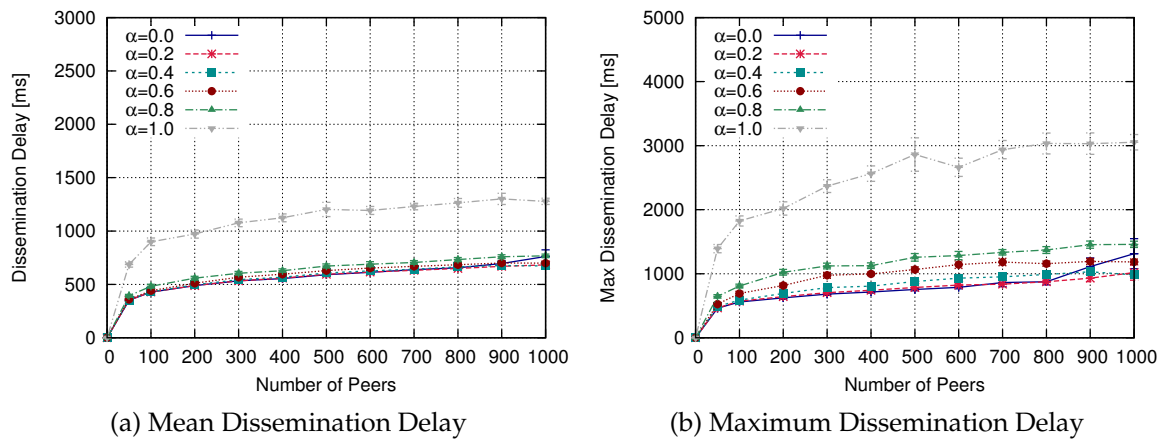 3000
2500
2000
1500
1000
500
0
Dissemination Delay [ms]
α=0.0
α=0.2
α=0.4
α=0.6
α=0.8
α=1.0
0 100 200 300 400 500 600 700 800 900 1000
Number of Peers
(a) Mean Dissemination Delay
5000
4000
3000
2000
1000
0
Max Dissemination Delay [ms]
α=0.0
α=0.2
α=0.4
α=0.6
α=0.8
α=1.0
0 100 200 300 400 500 600 700 800 900 1000
Number of Peers
(b) Maximum Dissemination Delay